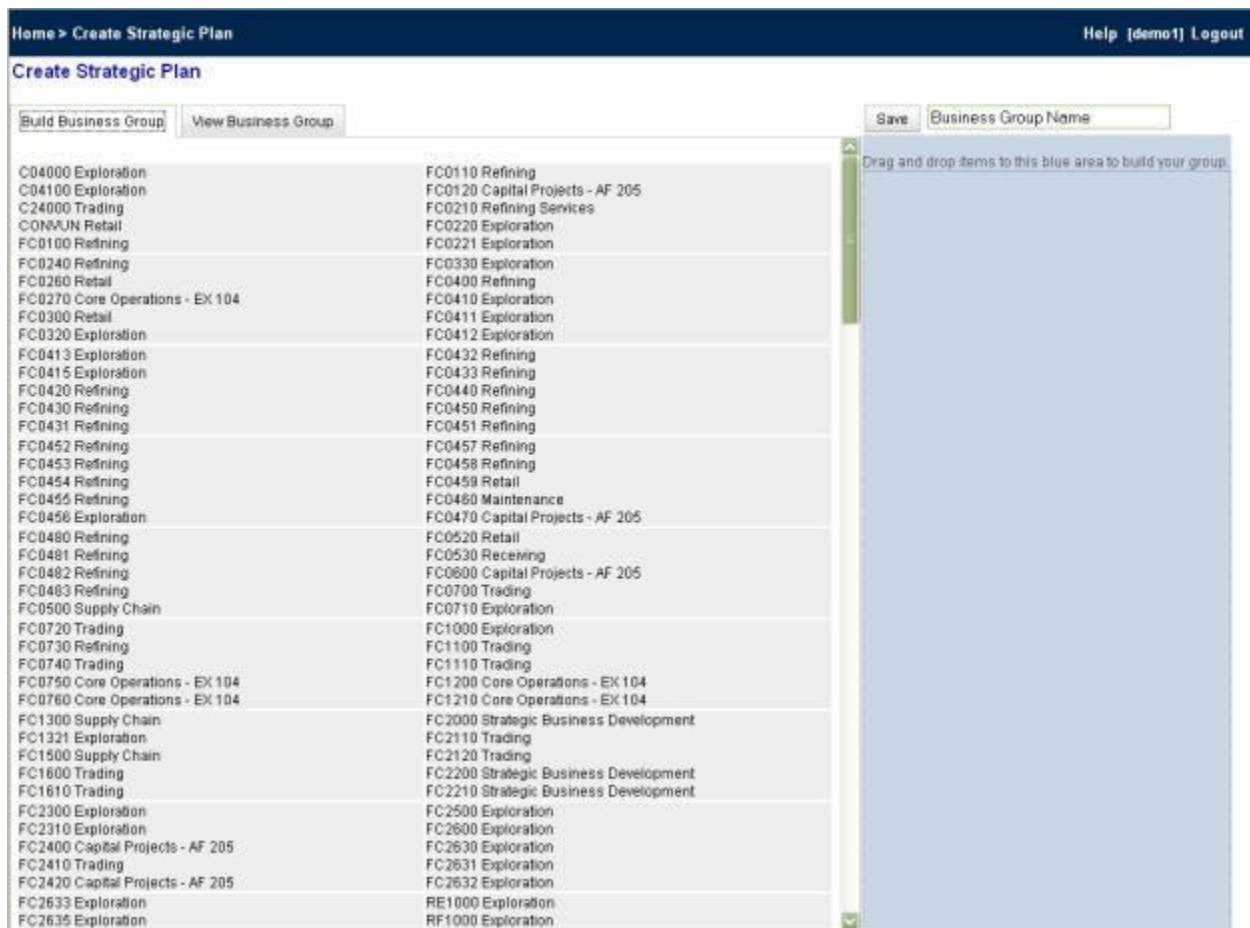 Home > Create Strategic Plan
Help [demo1] Logout
Create Strategic Plan
Build Business Group
View Business Group
Save
Business Group Name
Drag and drop items to this blue area to build your group.
C04000 Exploration
C04100 Exploration
C24000 Trading
CONVUN Retail
FC0100 Refining
FC0110 Refining
FC0120 Capital Projects - AF 205
FC0210 Refining Services
FC0220 Exploration
FC0221 Exploration
FC0240 Refining
FC0260 Retail
FC0270 Core Operations - EX 104
FC0300 Retail
FC0320 Exploration
FC0330 Exploration
FC0400 Refining
FC0410 Exploration
FC0411 Exploration
FC0412 Exploration
FC0413 Exploration
FC0415 Exploration
FC0420 Refining
FC0430 Refining
FC0431 Refining
FC0432 Refining
FC0433 Refining
FC0440 Refining
FC0450 Refining
FC0451 Refining
FC0452 Refining
FC0453 Refining
FC0454 Refining
FC0455 Refining
FC0456 Exploration
FC0457 Refining
FC0458 Refining
FC0459 Retail
FC0460 Maintenance
FC0470 Capital Projects - AF 205
FC0480 Refining
FC0481 Refining
FC0482 Refining
FC0483 Refining
FC0500 Supply Chain
FC0520 Retail
FC0530 Receiving
FC0600 Capital Projects - AF 205
FC0700 Trading
FC0710 Exploration
FC0720 Trading
FC0730 Refining
FC0740 Trading
FC0750 Core Operations - EX 104
FC0760 Core Operations - EX 104
FC1000 Exploration
FC1100 Trading
FC1110 Trading
FC1200 Core Operations - EX 104
FC1210 Core Operations - EX 104
FC1300 Supply Chain
FC1321 Exploration
FC1500 Supply Chain
FC1600 Trading
FC1610 Trading
FC2000 Strategic Business Development
FC2110 Trading
FC2120 Trading
FC2200 Strategic Business Development
FC2210 Strategic Business Development
FC2300 Exploration
FC2310 Exploration
FC2400 Capital Projects - AF 205
FC2410 Trading
FC2420 Capital Projects - AF 205
FC2500 Exploration
FC2600 Exploration
FC2630 Exploration
FC2631 Exploration
FC2632 Exploration
FC2633 Exploration
FC2635 Exploration
RE1000 Exploration
RF1000 Exploration